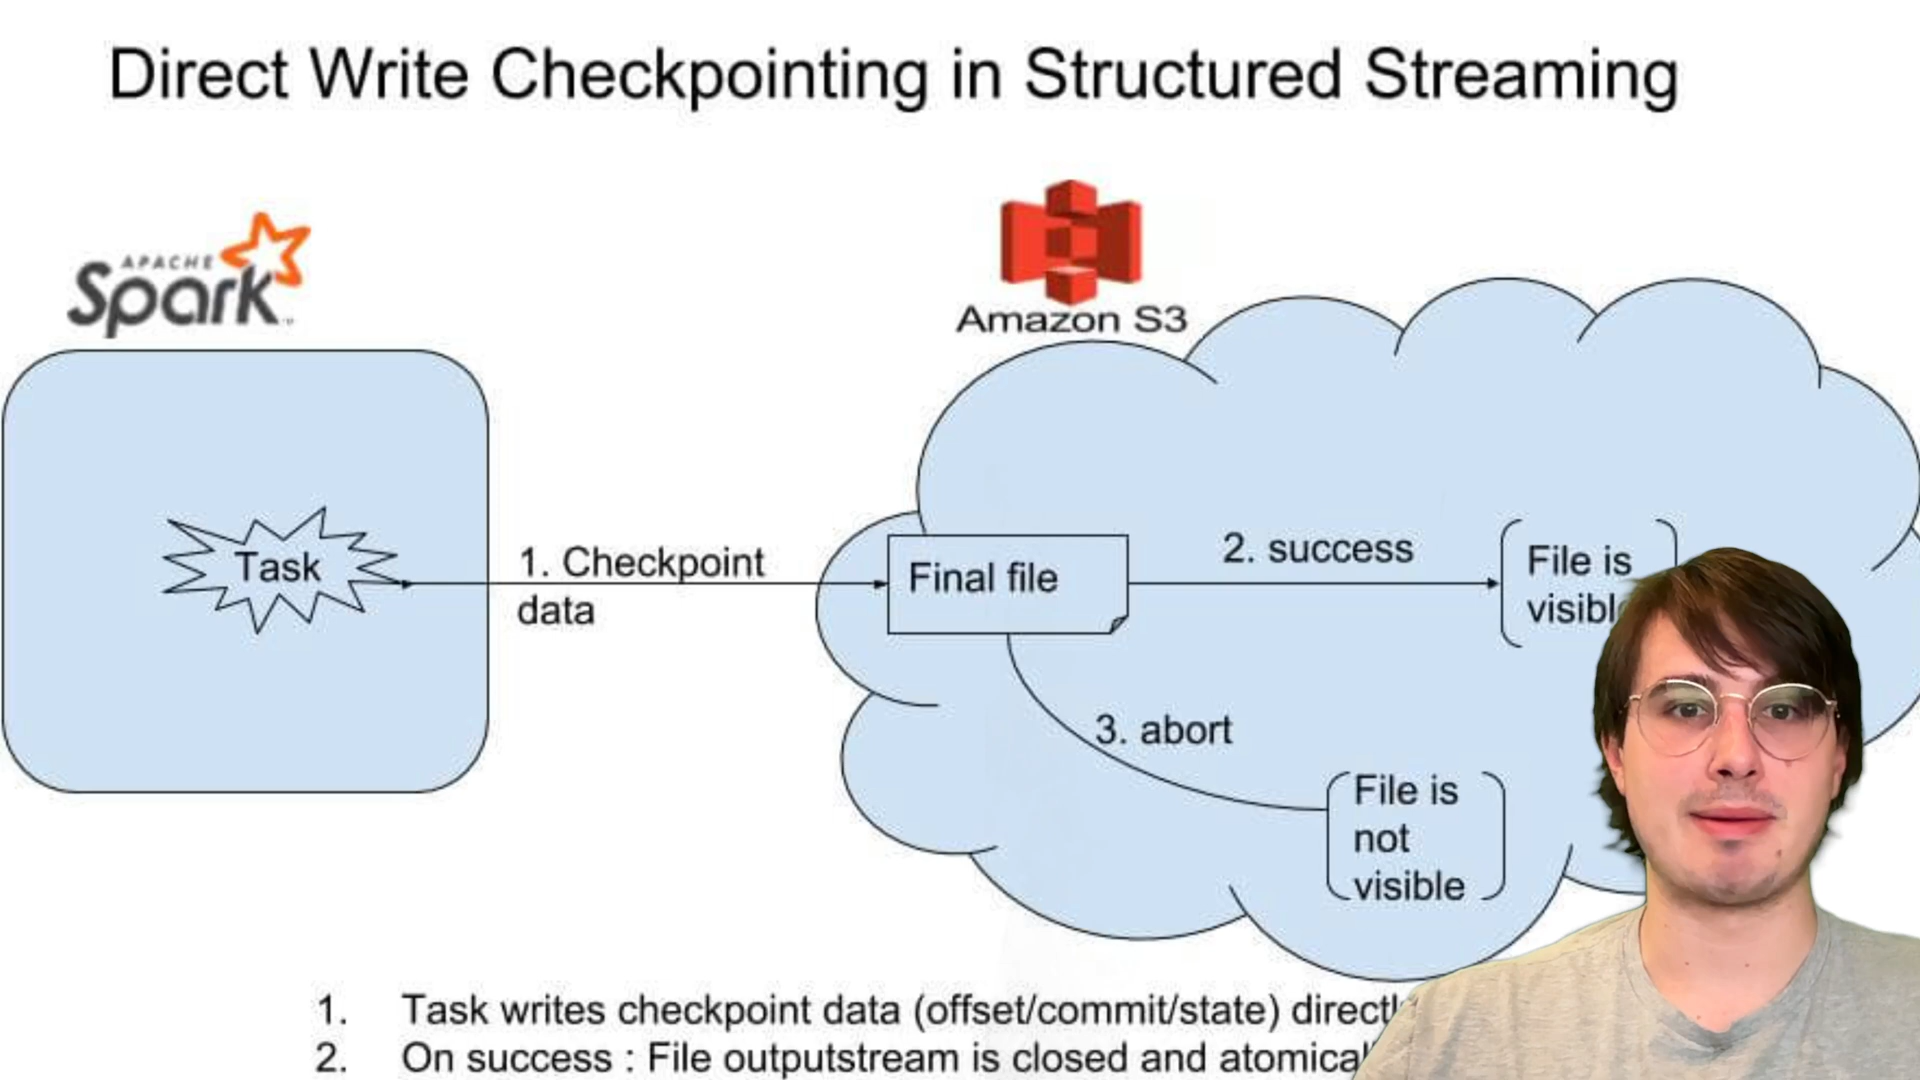 Direct Write Checkpointing in Structured Streaming
APACHE
Spark
Amazon S3
Task
1. Checkpoint
data
Final file
2. success
File is
3. abort
File is
not
visible
1. Task writes checkpoint data (offset/commit/state)
2. On success : File outputstream is closed and